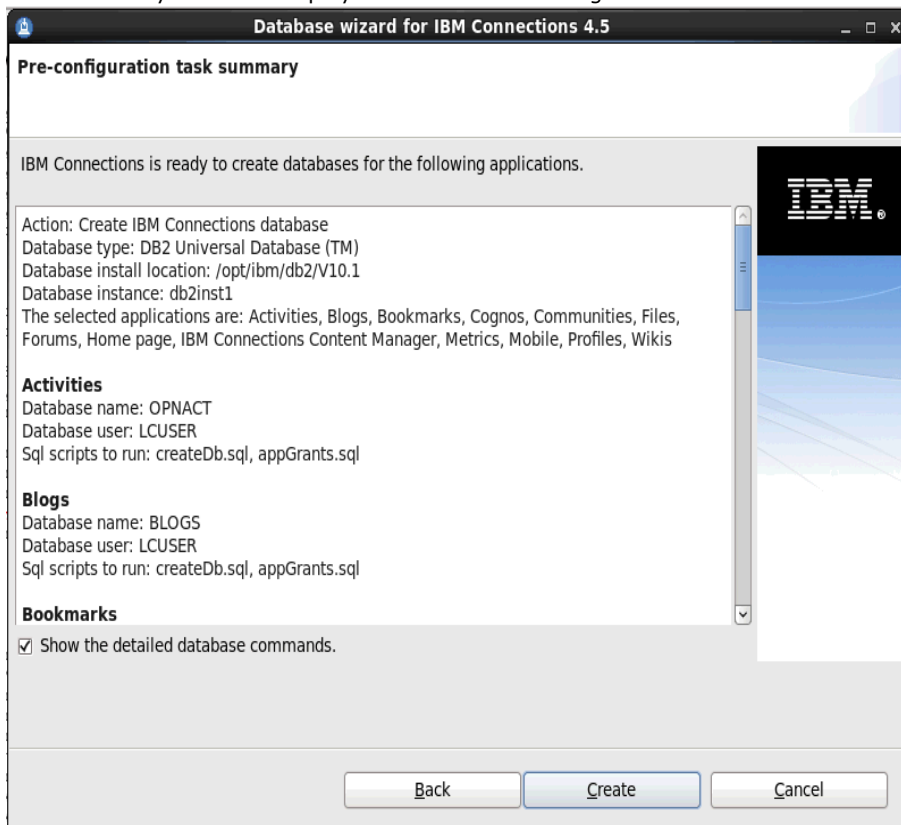 Database wizard for IBM Connections 4.5
Pre-configuration task summary
IBM Connections is ready to create databases for the following applications.
IBM®
Action: Create IBM Connections database
Database type: DB2 Universal Database (TM)
Database install location: /opt/ibm/db2/V10.1
Database instance: db2inst1
The selected applications are: Activities, Blogs, Bookmarks, Cognos, Communities, Files,
Forums, Home page, IBM Connections Content Manager, Metrics, Mobile, Profiles, Wikis
Activities
Database name: OPNACT
Database user: LCUSER
Sql scripts to run: createDb.sql, appGrants.sql
Blogs
Database name: BLOGS
Database user: LCUSER
Sql scripts to run: createDb.sql, appGrants.sql
Bookmarks
Show the detailed database commands.
Back
Create
Cancel